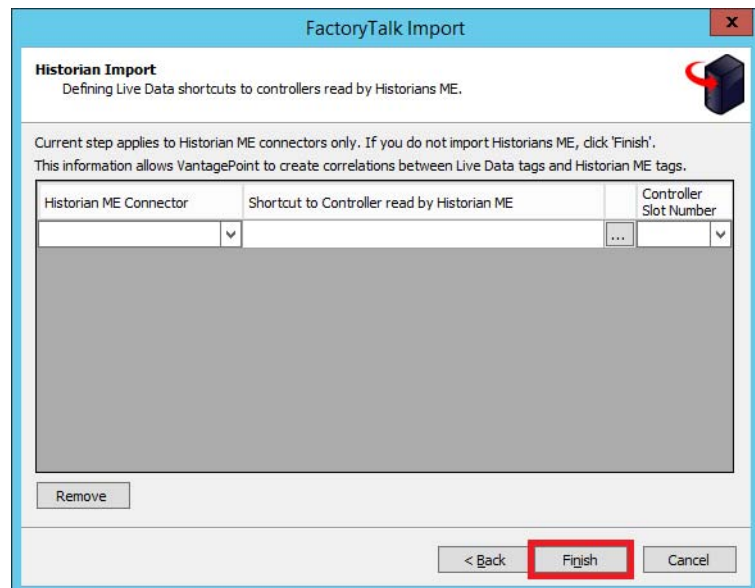 FactoryTalk Import
x
Historian Import
Defining Live Data shortcuts to controllers read by Historians ME.
Current step applies to Historian ME connectors only. If you do not import Historians ME, click 'Finish'.
This information allows VantagePoint to create correlations between Live Data tags and Historian ME tags.
Historian ME Connector Shortcut to Controller read by Historian ME Controller
Slot Number
...
Remove
< Back Finish Cancel